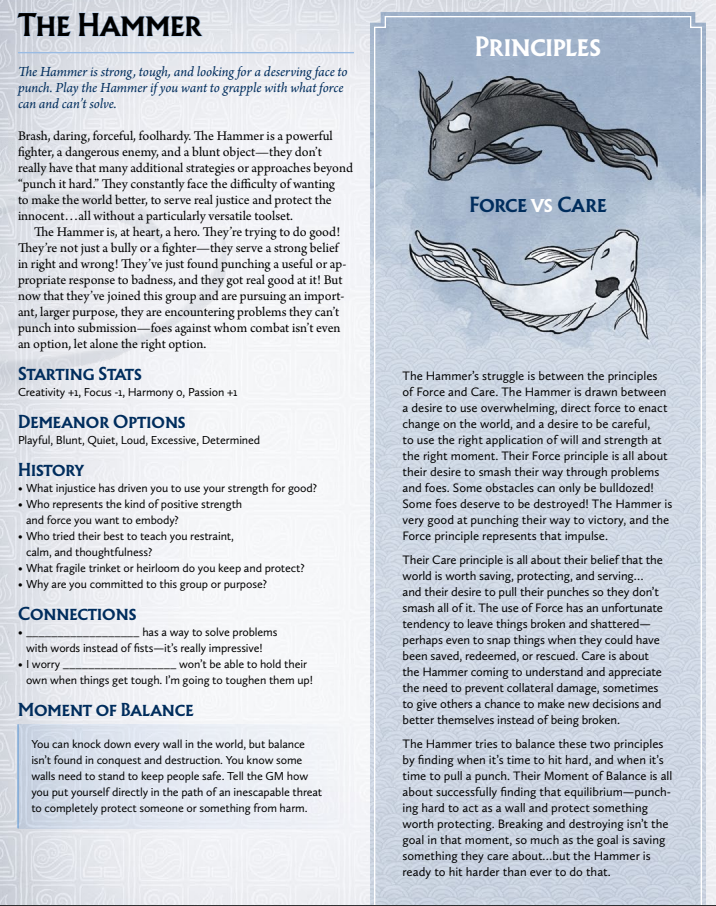 The Hammer
The Hammer is strong, tough, and looking for a deserving face to
punch. Play the Hammer if you want to grapple with what force
can and can't solve.
Brash, daring, forceful, foolhardy. The Hammer is a powerful
fighter, a dangerous enemy, and a blunt object—they don't
really have that many additional strategies or approaches beyond
“punch it hard.” They constantly face the difficulty of wanting
to make the world better, to serve real justice and protect the
innocent…all without a particularly versatile toolset.
The Hammer is, at heart, a hero. They're trying to do good!
They're not just a bully or a fighter—they serve a strong belief
in right and wrong! They've just found punching a useful or ap-
propriate response to badness, and they got real good at it! But
now that they've joined this group and are pursuing an import-
ant, larger purpose, they are encountering problems they can't
punch into submission—foes against whom combat isn't even
an option, let alone the right option.
Starting Stats
Creativity +1, Focus -1, Harmony 0, Passion +1
Demeanor Options
Playful, Blunt, Quiet, Loud, Excessive, Determined
History
• What injustice has driven you to use your strength for good?
• Who represents the kind of positive strength
and force you want to embody?
• Who tried their best to teach you restraint,
calm, and thoughtfulness?
• What fragile trinket or heirloom do you keep and protect?
• Why are you committed to this group or purpose?
Connections
• ___________________ has a way to solve problems
with words instead of fists—it's really impressive!
• I worry ___________________ won't be able to hold their
own when things get tough. I'm going to toughen them up!
Moment of Balance
You can knock down every wall in the world, but balance
isn't found in conquest and destruction. You know some
walls need to stand to keep people safe. Tell the GM how
you put yourself directly in the path of an inescapable threat
to completely protect someone or something from harm.
Principles
Force vs Care
The Hammer's struggle is between the principles
of Force and Care. The Hammer is drawn between
a desire to use overwhelming, direct force to enact
change on the world, and a desire to be careful,
to use the right application of will and strength at
the right moment. Their Force principle is all about
their desire to smash their way through problems
and foes. Some obstacles can only be bulldozed!
Some foes deserve to be destroyed! The Hammer is
very good at punching their way to victory, and the
Force principle represents that impulse.
Their Care principle is all about their belief that the
world is worth saving, protecting, and serving…
and their desire to pull their punches so they don't
smash all of it. The use of Force has an unfortunate
tendency to leave things broken and shattered—
perhaps even to snap things when they could have
been saved, redeemed, or rescued. Care is about
the Hammer coming to understand and appreciate
the need to prevent collateral damage, sometimes
to give others a chance to make new decisions and
better themselves instead of being broken.
The Hammer tries to balance these two principles
by finding when it's time to hit hard, and when it's
time to pull a punch. Their Moment of Balance is all
about successfully finding that equilibrium—punch-
ing hard to act as a wall and protect something
worth protecting. Breaking and destroying isn't the
goal in that moment, so much as the goal is saving
something they care about…but the Hammer is
ready to hit harder than ever to do that.